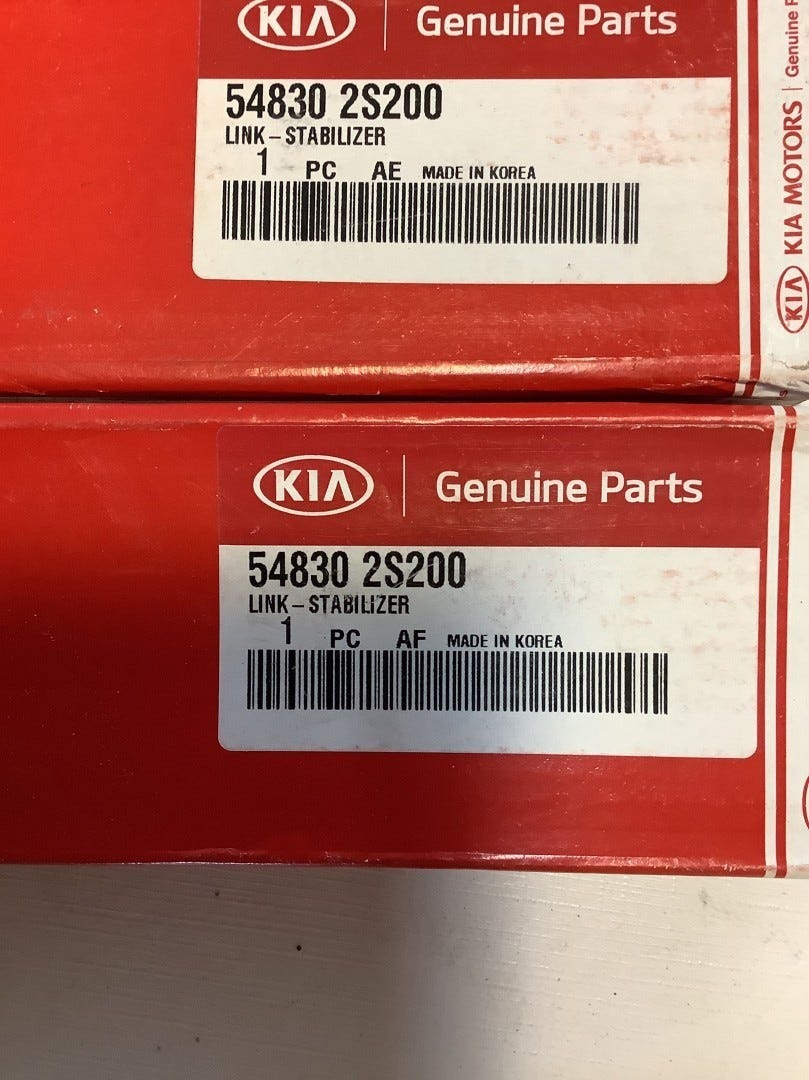 KIA | Genuine Parts
54830 2S200
LINK-STABILIZER
1 PC AE MADE IN KOREA
KIA KIA MOTORS | Genuine
KIA | Genuine Parts
54830 2S200
LINK-STABILIZER
1 PC AF MADE IN KOREA